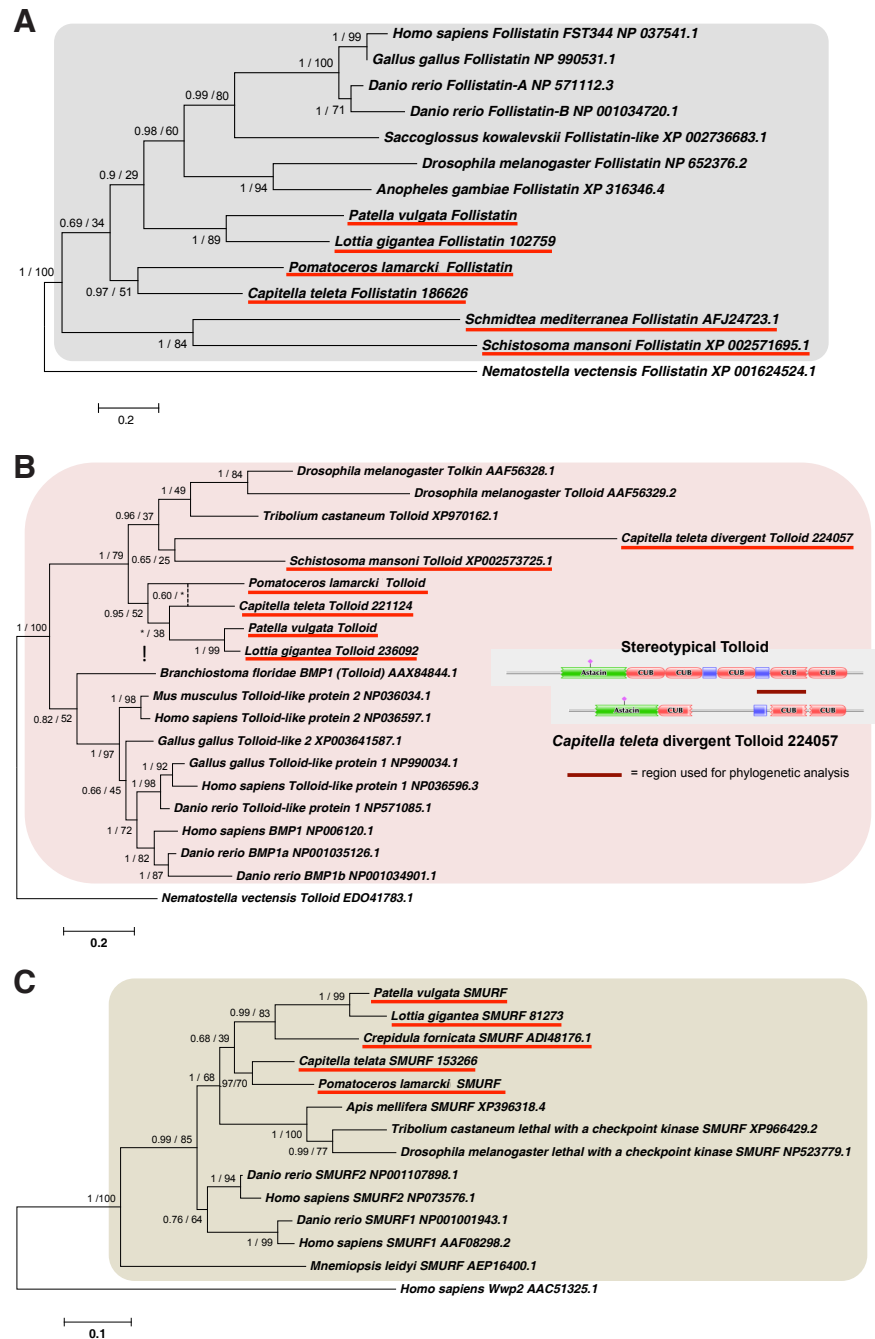 A
Homo sapiens Follistatin FST344 NP 037541.1
1 / 99
Gallus gallus Follistatin NP 990531.1
1 / 100
Danio rerio Follistatin-A NP 571112.3
0.99 / 80
Danio rerio Follistatin-B NP 001034720.1
1 / 71
0.98 / 60
Saccoglossus kowalevskii Follistatin-like XP 002736683.1
Drosophila melanogaster Follistatin NP 652376.2
0.9 / 29
1 / 94
Anopheles gambiae Follistatin XP 316346.4
Patella vulgata Follistatin
0.69 / 34
1 / 89
Lottia gigantea Follistatin 102759
1 / 100
Pomatoceros lamarcki Follistatin
0.97 / 51
Capitella teleta Follistatin 186626
Schmidtea mediterranea Follistatin AFJ24723.1
1 / 84
Schistosoma mansoni Follistatin XP 002571695.1
Nematostella vectensis Follistatin XP 001624524.1
0.2
B
1 / 84
Drosophila melanogaster Tolkin AAF56328.1
1 / 49
Drosophila melanogaster Tolloid AAF56329.2
0.96 / 37
Tribolium castaneum Tolloid XP970162.1
Capitella teleta divergent Tolloid 224057
1 / 79
0.65 / 25
Schistosoma mansoni Tolloid XP002573725.1
0.60 / *
Pomatoceros lamarcki Tolloid
0.95 / 52
Capitella teleta Tolloid 221124
1 / 100
* / 38
Patella vulgata Tolloid
1 / 99
Lottia gigantea Tolloid 236092
!
Stereotypical Tolloid
Astacin CUB CUB CUB CUB CUB
Branchiostoma floridae BMP1 (Tolloid) AAX84844.1
0.82 / 52
1 / 98
Mus musculus Tolloid-like protein 2 NP036034.1
Homo sapiens Tolloid-like protein 2 NP036597.1
Astacin CUB CUB CUB
1 / 97
Gallus gallus Tolloid-like 2 XP003641587.1
Capitella teleta divergent Tolloid 224057
1 / 92
Gallus gallus Tolloid-like protein 1 NP990034.1
= region used for phylogenetic analysis
0.66 / 45
1 / 98
Homo sapiens Tolloid-like protein 1 NP036596.3
Danio rerio Tolloid-like protein 1 NP571085.1
1 / 72
Homo sapiens BMP1 NP006120.1
1 / 82
Danio rerio BMP1a NP001035126.1
1 / 87
Danio rerio BMP1b NP001034901.1
Nematostella vectensis Tolloid EDO41783.1
0.2
C
1 / 99
Patella vulgata SMURF
0.99 / 83
Lottia gigantea SMURF 81273
0.68 / 39
Crepidula fornicata SMURF ADI48176.1
Capitella telata SMURF 153266
1 / 68
97/70
Pomatoceros lamarcki SMURF
Apis mellifera SMURF XP396318.4
1 / 100
Tribolium castaneum lethal with a checkpoint kinase SMURF XP966429.2
0.99 / 85
0.99 / 77
Drosophila melanogaster lethal with a checkpoint kinase SMURF NP523779.1
1 / 94
Danio rerio SMURF2 NP001107898.1
1 /100
Homo sapiens SMURF2 NP073576.1
0.76 / 64
Danio rerio SMURF1 NP001001943.1
1 / 99
Homo sapiens SMURF1 AAF08298.2
Mnemiopsis leidyi SMURF AEP16400.1
Homo sapiens Wwp2 AAC51325.1
0.1